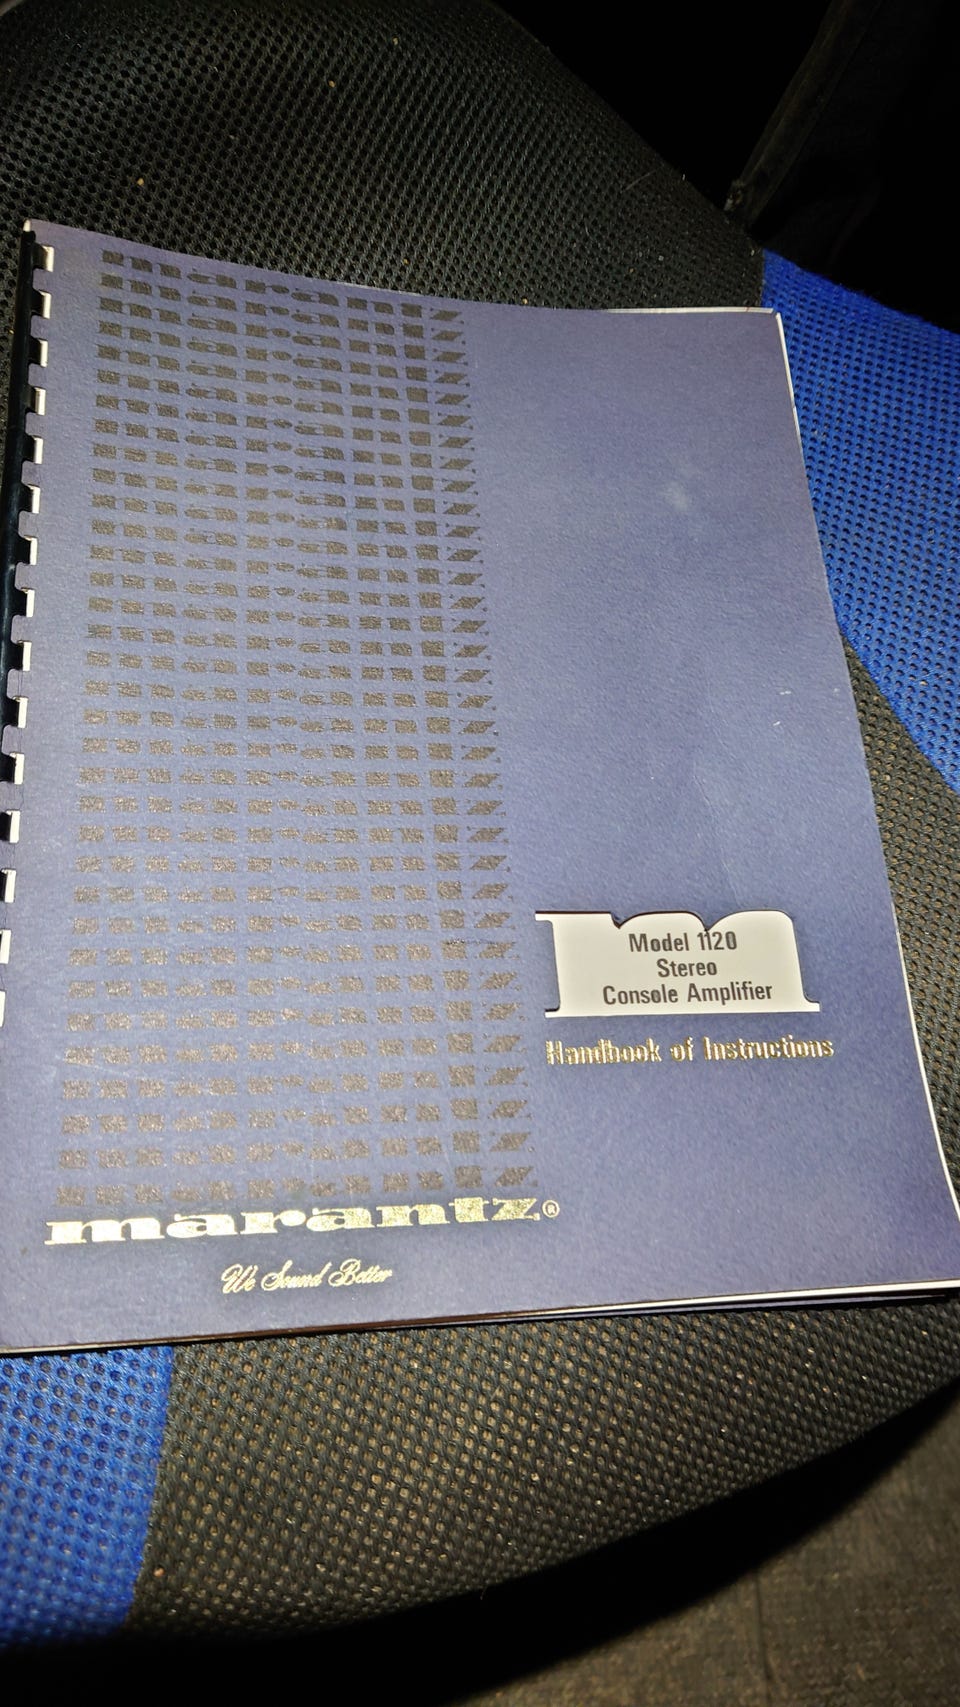 Model 1120
Stereo
Console Amplifier
Handbook of Instructions
marantz®
We Sound Better